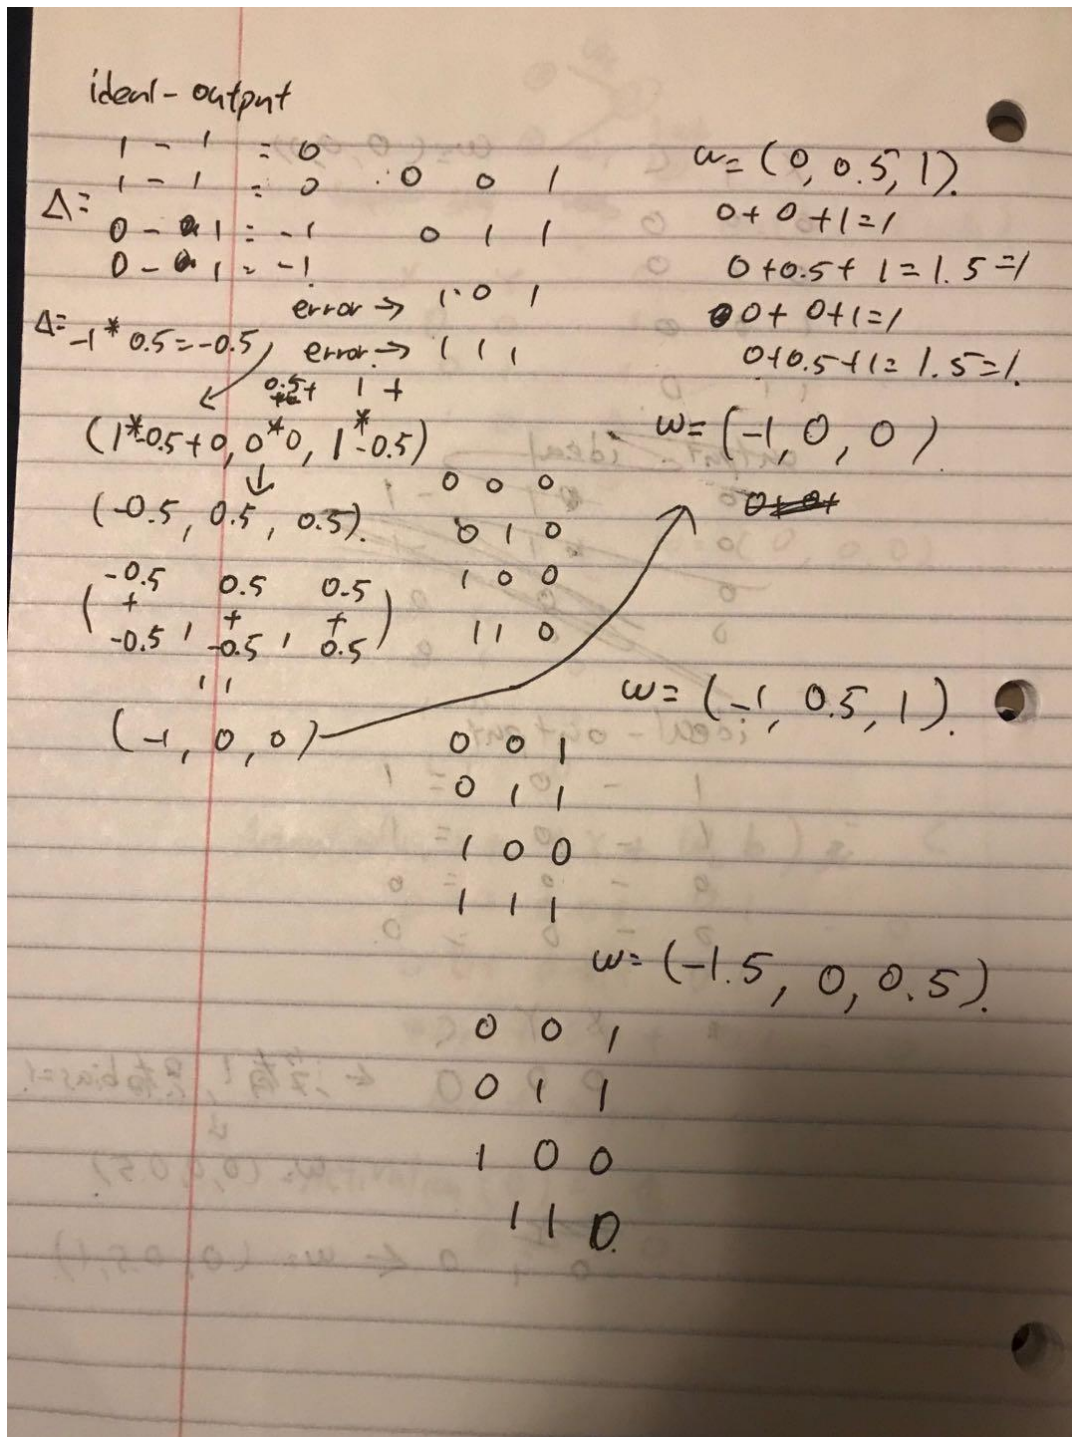 ideal - output
1 - 1 = 0
1 - 1 = 0
Δ=
0 - 1 = -1
0 - 1 = -1
Δ= -1 * 0.5 = -0.5
0.5+ 1 +
(1*-0.5+0, 0*0, 1*-0.5)
↓
(-0.5, 0.5, 0.5).
-0.5 0.5 0.5
( + + + )
-0.5 , -0.5 , 0.5
11
(-1, 0, 0)
0 0 1
0 1 1
error → 1 0 1
error → 1 1 1
w= (0, 0.5, 1).
0+0+1=1
0+0.5+1=1.5=1
0+0+1=1
0+0.5+1=1.5=1.
w= (-1, 0, 0)
0 0 0
0 1 0
1 0 0
1 1 0
w= (-1, 0.5, 1).
0 0 1
0 1 1
1 0 0
1 1 1
w= (-1.5, 0, 0.5).
0 0 1
0 1 1
1 0 0
1 1 0.